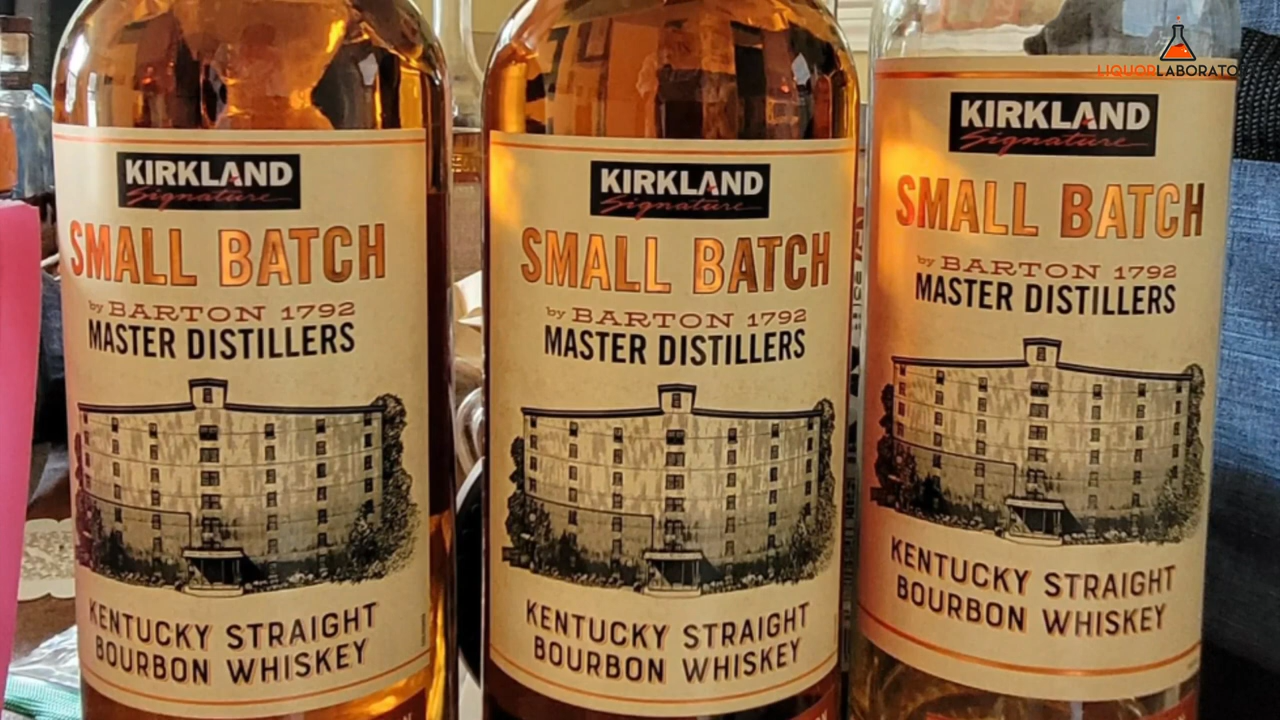 KIRKLAND
Signature
SMALL BATCH
by BARTON 1792
MASTER DISTILLERS
KENTUCKY STRAIGHT
BOURBON WHISKEY
KIRKLAND
Signature
SMALL BATCH
by BARTON 1792
MASTER DISTILLERS
KENTUCKY STRAIGHT
BOURBON WHISKEY
LIQUORLABORATO
KIRKLAND
Signature
SMALL BATCH
by BARTON 1792
MASTER DISTILLERS
KENTUCKY STRAIGHT
BOURBON WHISKEY